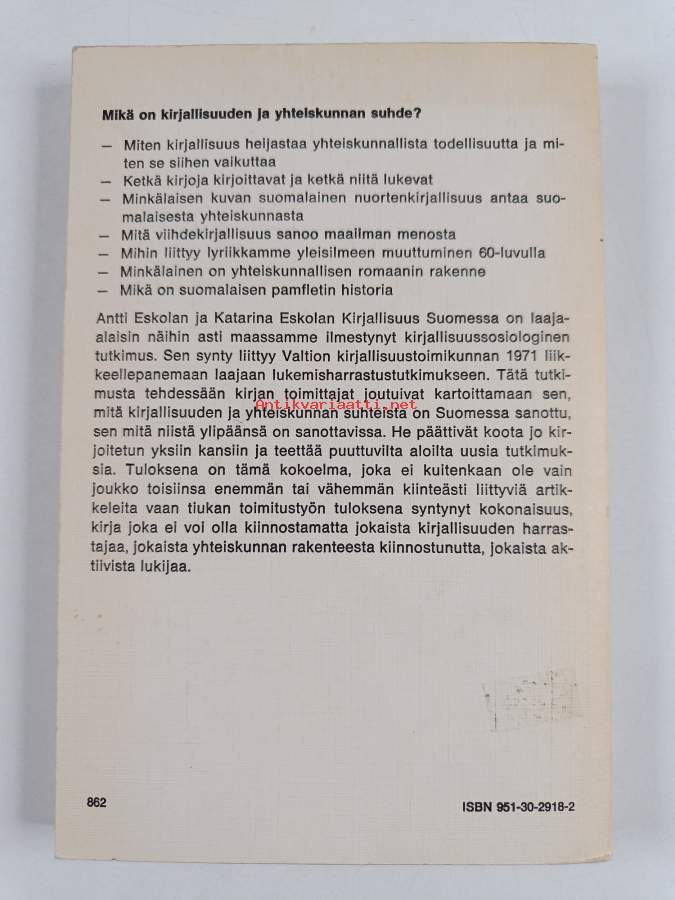 Mikä on kirjallisuuden ja yhteiskunnan suhde?
— Miten kirjallisuus heijastaa yhteiskunnallista todellisuutta ja mi-
ten se siihen vaikuttaa
— Ketkä kirjoja kirjoittavat ja ketkä niitä lukevat
— Minkälaisen kuvan suomalainen nuortenkirjallisuus antaa suo-
malaisesta yhteiskunnasta
— Mitä viihdekirjallisuus sanoo maailman menosta
— Mihin liittyy lyriikkamme yleisilmeen muuttuminen 60-luvulla
— Minkälainen on yhteiskunnallisen romaanin rakenne
— Mikä on suomalaisen pamfletin historia
Antti Eskolan ja Katarina Eskolan Kirjallisuus Suomessa on laaja-
alaisin näihin asti maassamme ilmestynyt kirjallisuussosiologinen
tutkimus. Sen synty liittyy Valtion kirjallisuustoimikunnan 1971 liik-
keellepanemaan laajaan lukemisharrastustutkimukseen. Tätä tutki-
musta tehdessään kirjan toimittajat joutuivat kartoittamaan sen,
Antikvariaatti.net
mitä kirjallisuuden ja yhteiskunnan suhteista on Suomessa sanottu,
sen mitä niistä ylipäänsä on sanottavissa. He päättivät koota jo kir-
joitetun yksiin kansiin ja teettää puuttuvilta aloilta uusia tutkimuk-
sia. Tuloksena on tämä kokoelma, joka ei kuitenkaan ole vain
joukko toisiinsa enemmän tai vähemmän kiinteästi liittyviä artik-
keleita vaan tiukan toimitustyön tuloksena syntynyt kokonaisuus,
kirja joka ei voi olla kiinnostamatta jokaista kirjallisuuden harras-
tajaa, jokaista yhteiskunnan rakenteesta kiinnostunutta, jokaista ak-
tiivista lukijaa.
862
ISBN 951-30-2918-2